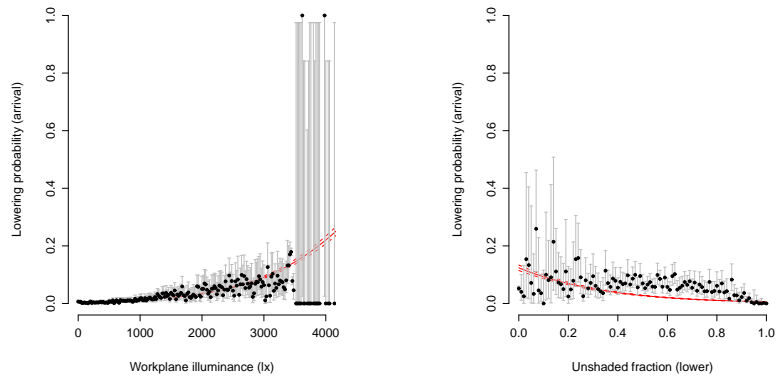 1.0
0.8
0.6
0.4
0.2
0.0
Lowering probability (arrival)
0 1000 2000 3000 4000
Workplane illuminance (lx)
1.0
0.8
0.6
0.4
0.2
0.0
Lowering probability (arrival)
0.0 0.2 0.4 0.6 0.8 1.0
Unshaded fraction (lower)